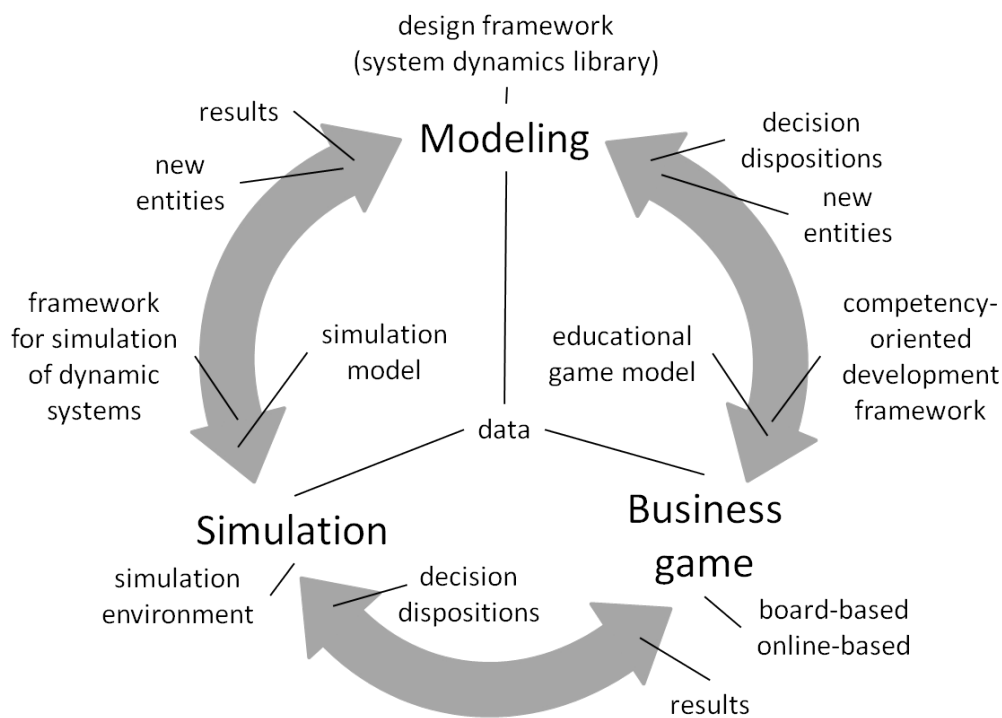 design framework
(system dynamics library)
Modeling
results
new
entities
decision
dispositions
new
entities
framework
for simulation
of dynamic
systems
simulation
model
educational
game model
competency-
oriented
development
framework
data
Simulation
simulation
environment
Business
game
board-based
online-based
decision
dispositions
results